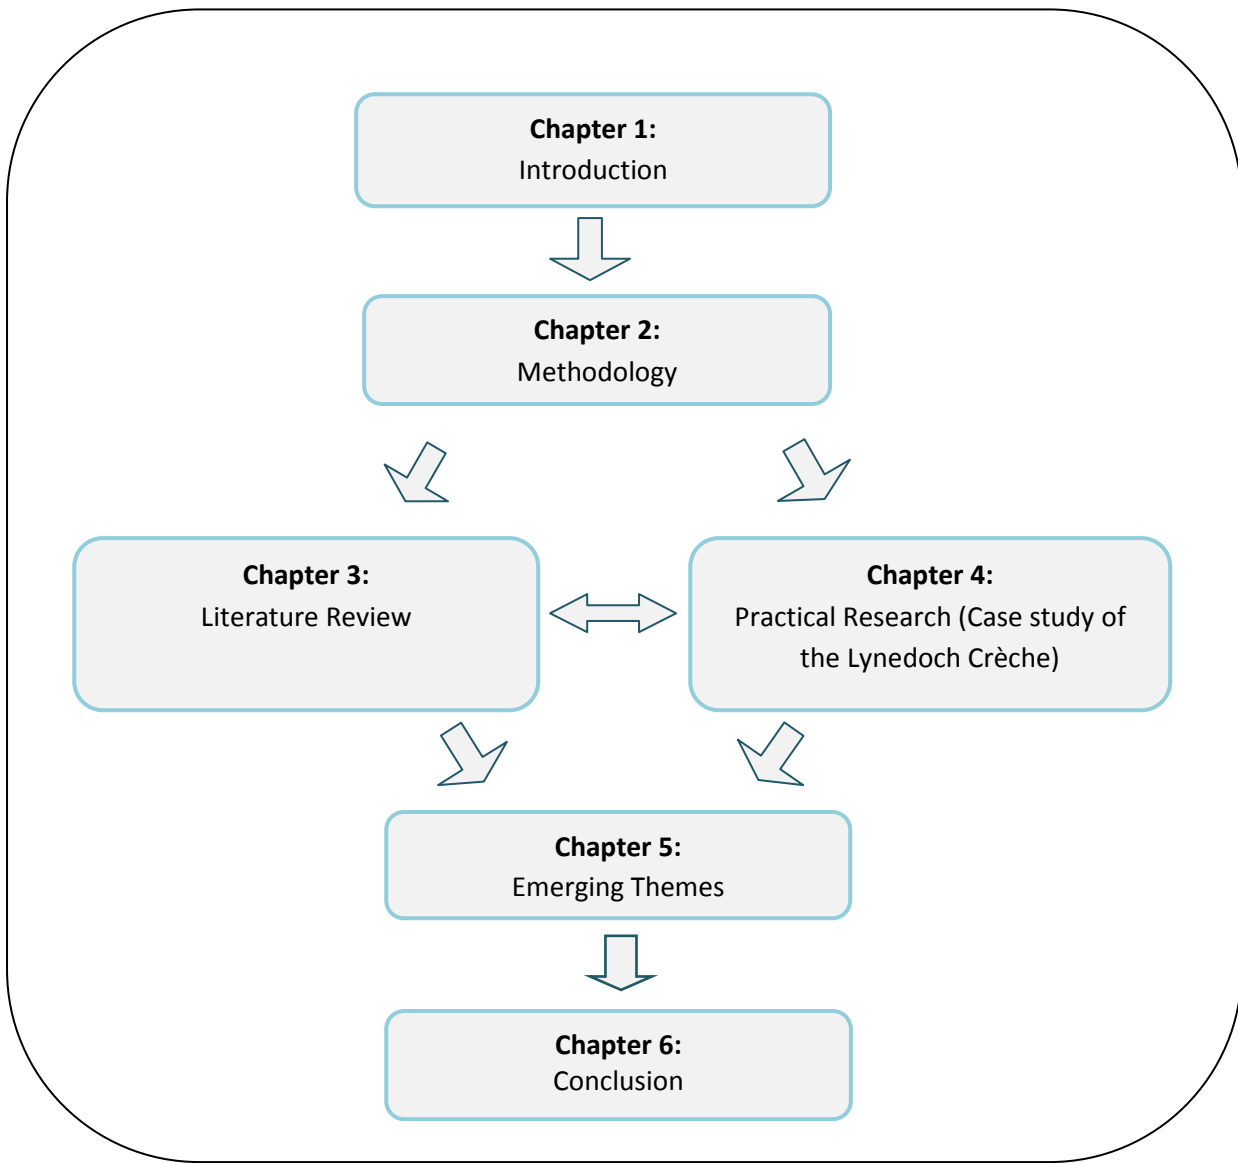 Chapter 1:
Introduction
Chapter 2:
Methodology
Chapter 3:
Literature Review
Chapter 4:
Practical Research (Case study of
the Lynedoch Crèche)
Chapter 5:
Emerging Themes
Chapter 6:
Conclusion